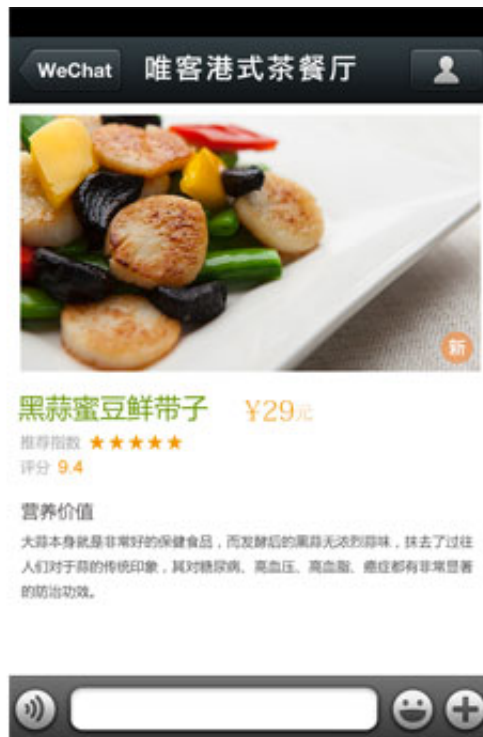 WeChat 唯客港式茶餐厅
新
黑蒜蜜豆鲜带子 ¥29元
推荐指数 ★★★★★
评分 9.4
营养价值
大蒜本身就是非常好的保健食品，而发酵后的黑蒜无浓烈蒜味，抹去了过往
人们对于蒜的传统印象，其对糖尿病、高血压、高血脂、癌症都有非常显著
的防治功效。